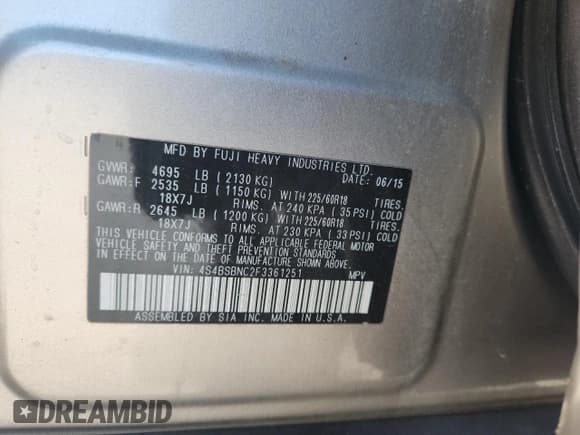 MFD BY FUJI HEAVY INDUSTRIES LTD.
GVWR: 4695 LB (2130 KG) DATE: 06/15
GAWR:F 2535 LB (1150 KG) WITH 225/60R18 TIRES.
18X7J RIMS. AT 240 KPA (35 PSI) COLD
GAWR:R 2645 LB (1200 KG) WITH 225/60R18 TIRES.
18X7J RIMS. AT 230 KPA (33 PSI) COLD
THIS VEHICLE CONFORMS TO ALL APPLICABLE FEDERAL MOTOR
VEHICLE SAFETY AND THEFT PREVENTION STANDARDS
IN EFFECT ON THE DATE OF MANUFACTURE SHOWN ABOVE.
VIN: 4S4BSBNC2F3361251 MPV
ASSEMBLED BY SIA INC. MADE IN U.S.A.
DREAMBID